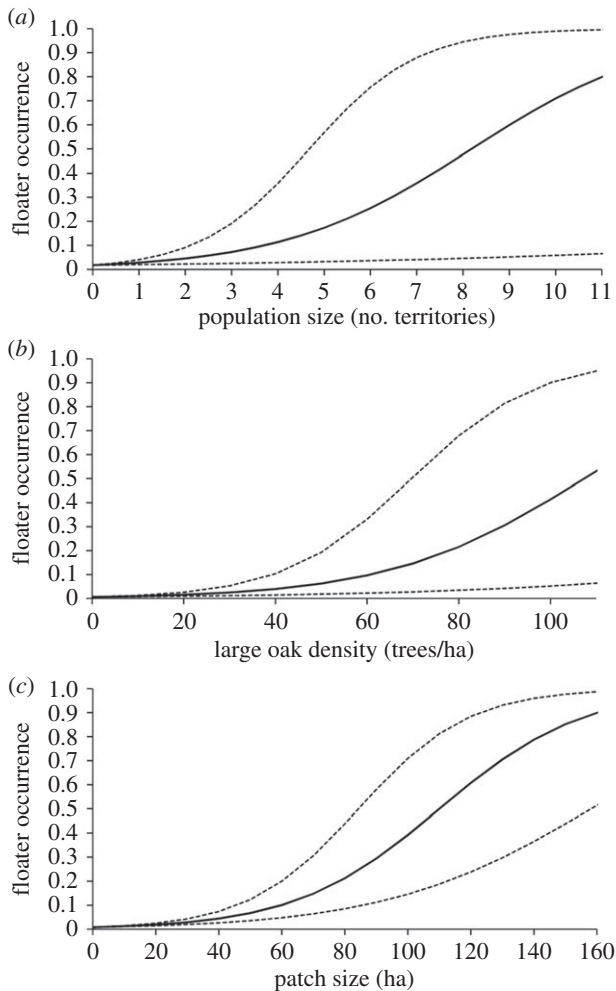 (a)
1.0
0.9
0.8
0.7
0.6
0.5
0.4
0.3
0.2
0.1
0
floater occurrence
0 1 2 3 4 5 6 7 8 9 10 11
population size (no. territories)
(b)
1.0
0.9
0.8
0.7
0.6
0.5
0.4
0.3
0.2
0.1
0
floater occurrence
0 20 40 60 80 100
large oak density (trees/ha)
(c)
1.0
0.9
0.8
0.7
0.6
0.5
0.4
0.3
0.2
0.1
0
floater occurrence
0 20 40 60 80 100 120 140 160
patch size (ha)